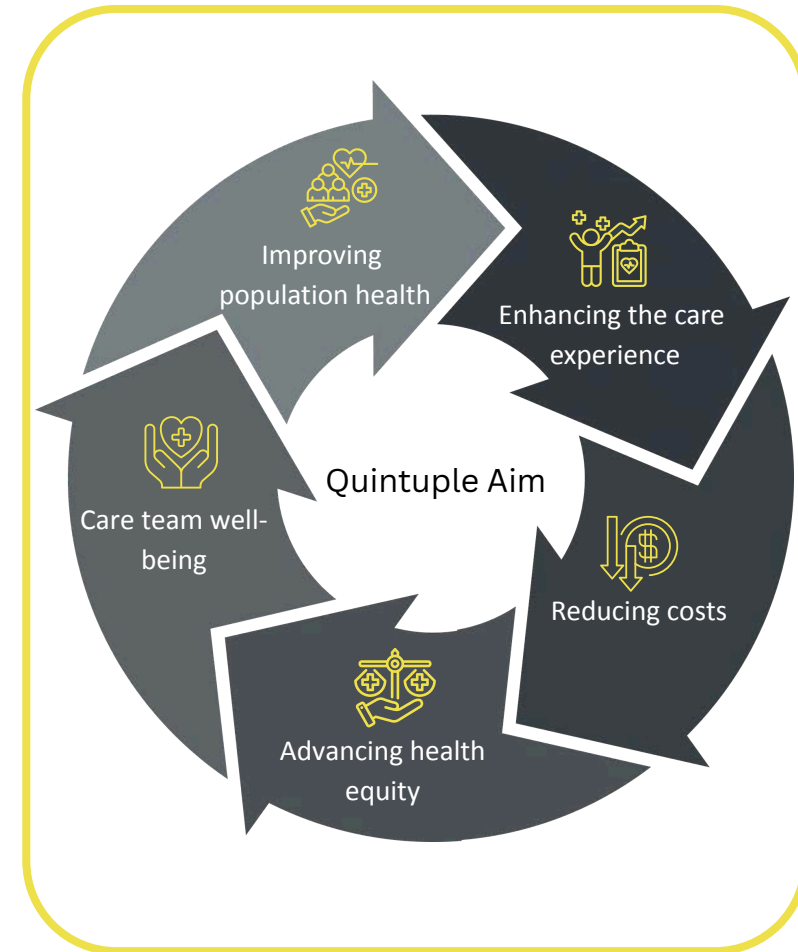 Improving
population health
Enhancing the care
experience
Quintuple Aim
Care team well-
being
$
Reducing costs
Advancing health
equity